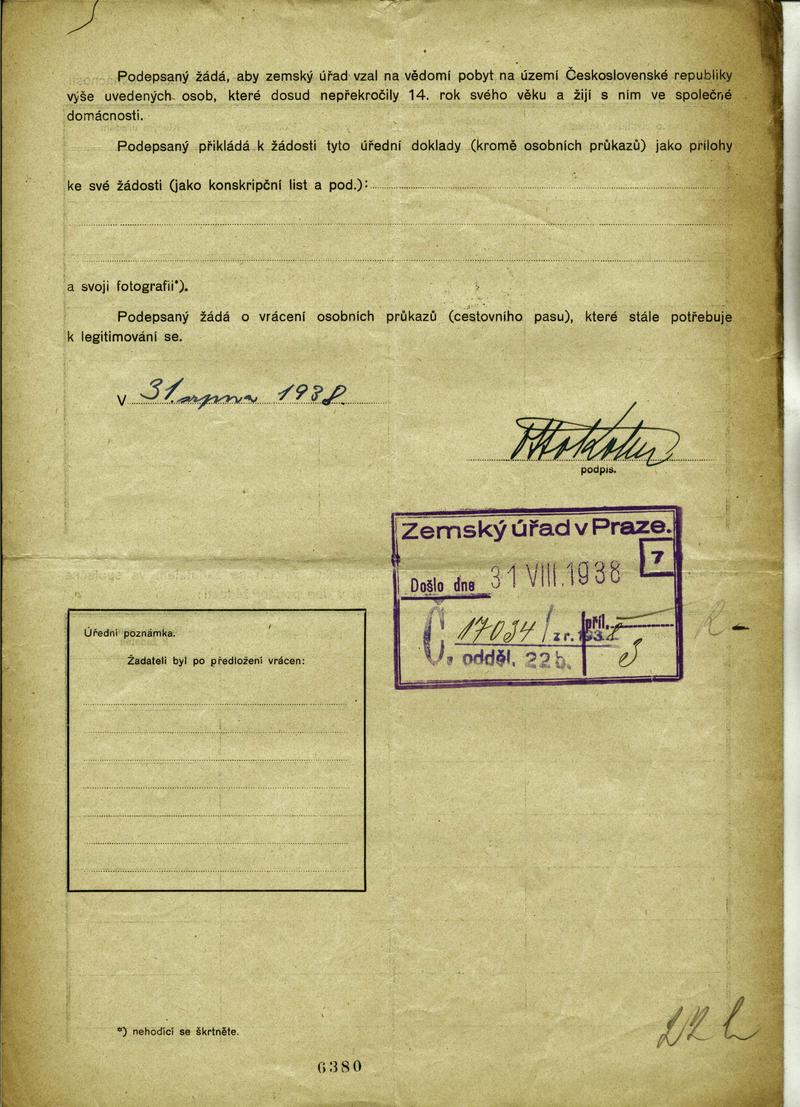 Podepsaný žádá, aby zemský úřad vzal na vědomí pobyt na území Československé republiky
výše uvedených osob, které dosud nepřekročily 14. rok svého věku a žijí s ním ve společné
domácnosti.
Podepsaný přikládá k žádosti tyto úřední doklady (kromě osobních průkazů) jako přílohy
ke své žádosti (jako konskripční list a pod.):
a svoji fotografii*).
Podepsaný žádá o vrácení osobních průkazů (cestovního pasu), které stále potřebuje
k legitimování se.
V 31. srpna 1938.
podpis.
Zemský úřad v Praze.
7
Došlo dne 31 VIII. 1938
Č. 17034/ z r. 1938 příl.
odděl. 22b.
Úřední poznámka.
Žadateli byl po předložení vrácen:
*) nehodící se škrtněte.
6380
22b